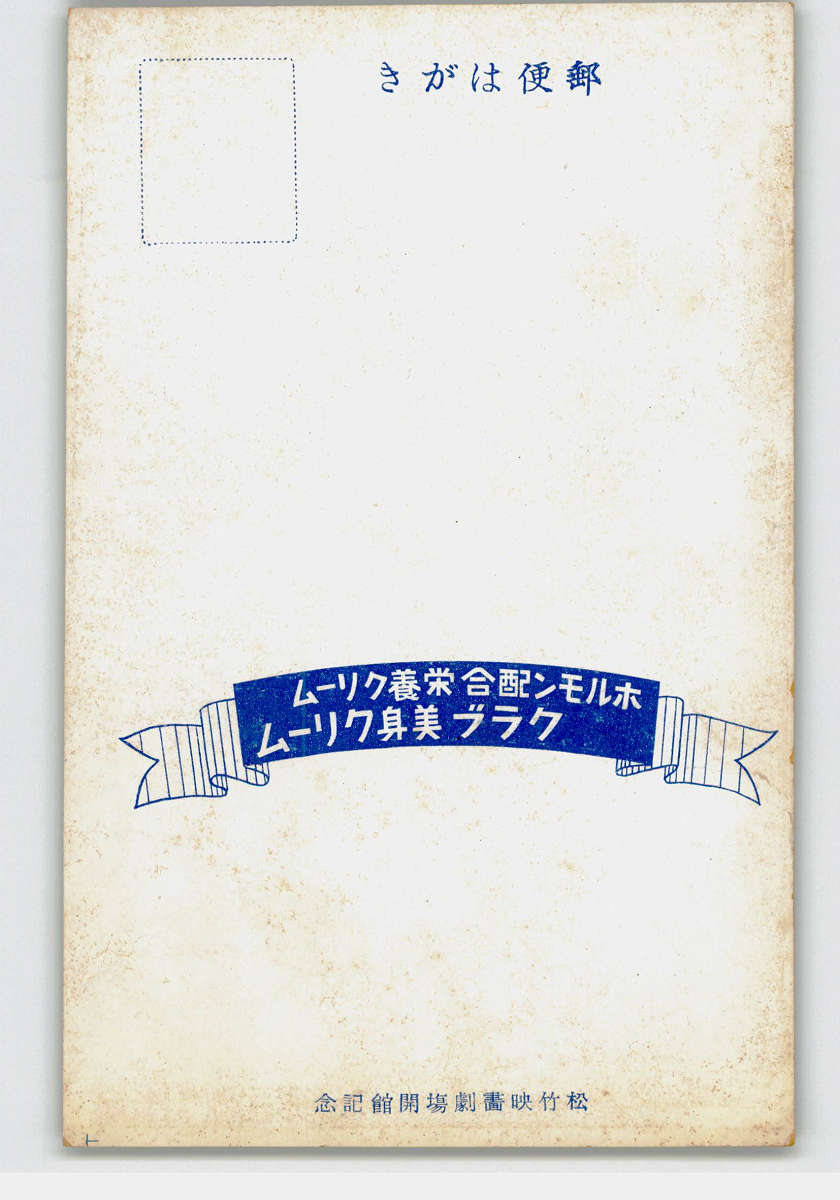 郵便はがき
ホルモン配合栄養クリーム
クラブ美身クリーム
松竹映畵劇塲開館記念